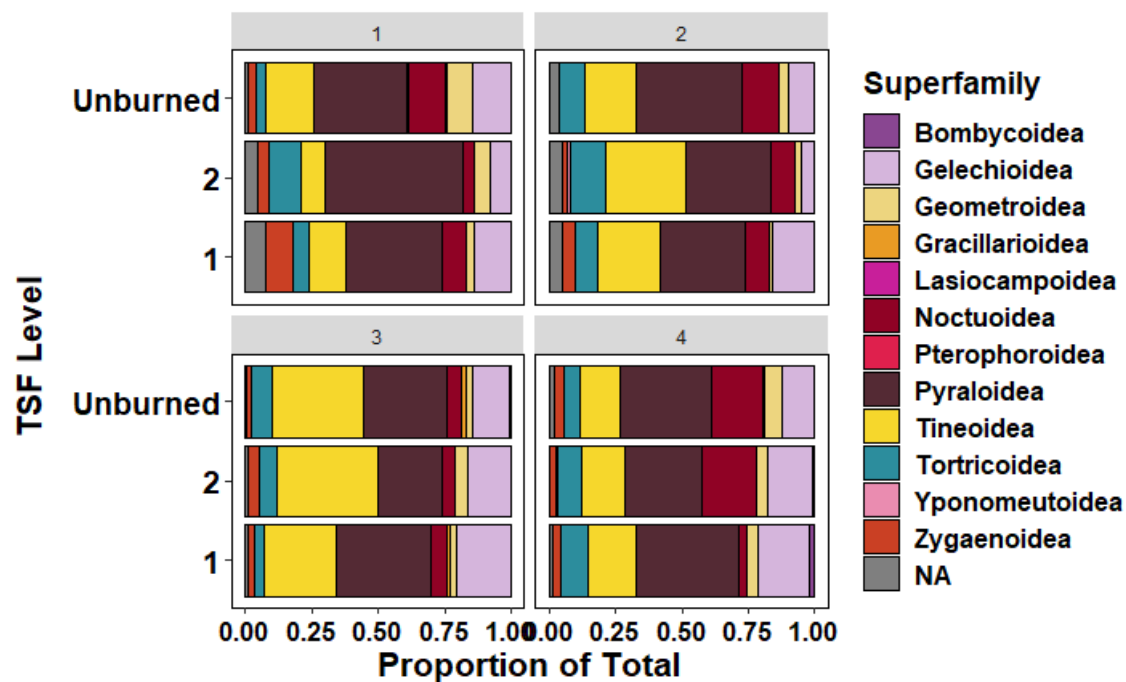 1
2
Unburned
2
1
3
4
Unburned
2
1
TSF Level
0.00 0.25 0.50 0.75 1.00
0.00 0.25 0.50 0.75 1.00
Proportion of Total
Superfamily
Bombycoidea
Gelechioidea
Geometroidea
Gracillarioidea
Lasiocampoidea
Noctuoidea
Pterophoroidea
Pyraloidea
Tineoidea
Tortricoidea
Yponomeutoidea
Zygaenoidea
NA